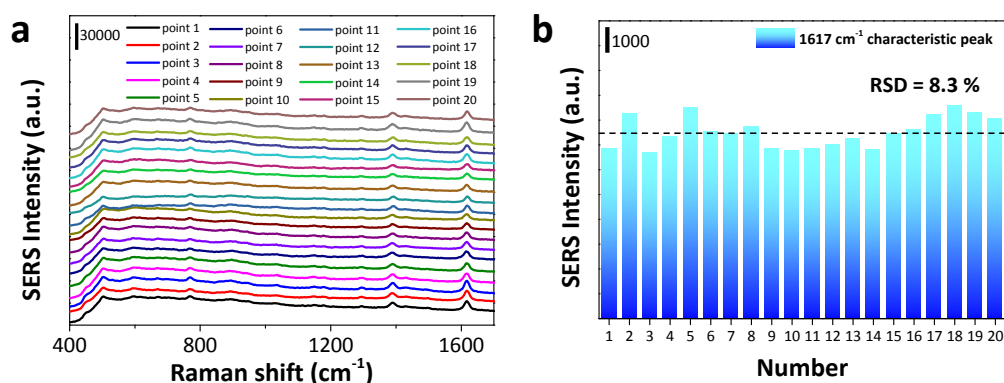 a
30000
point 1 point 6 point 11 point 16
point 2 point 7 point 12 point 17
point 3 point 8 point 13 point 18
point 4 point 9 point 14 point 19
point 5 point 10 point 15 point 20
SERS Intensity (a.u.)
400 800 1200 1600
Raman shift (cm⁻¹)
b
1000
1617 cm⁻¹ characteristic peak
RSD = 8.3 %
SERS Intensity (a.u.)
1 2 3 4 5 6 7 8 9 10 11 12 13 14 15 16 17 18 19 20
Number